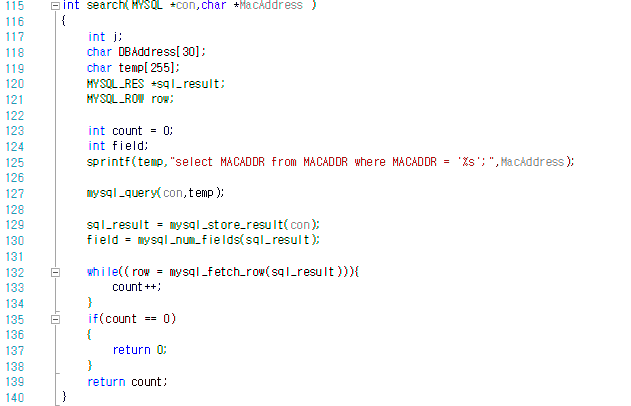 115 int search(MYSQL *con,char *MacAddress )
116 {
117 int j;
118 char DBAddress[30];
119 char temp[255];
120 MYSQL_RES *sql_result;
121 MYSQL_ROW row;
122
123 int count = 0;
124 int field;
125 sprintf(temp,"select MACADDR from MACADDR where MACADDR = '%s';",MacAddress);
126
127 mysql_query(con,temp);
128
129 sql_result = mysql_store_result(con);
130 field = mysql_num_fields(sql_result);
131
132 while((row = mysql_fetch_row(sql_result))){
133 count++;
134 }
135 if(count == 0)
136 {
137 return 0;
138 }
139 return count;
140 }